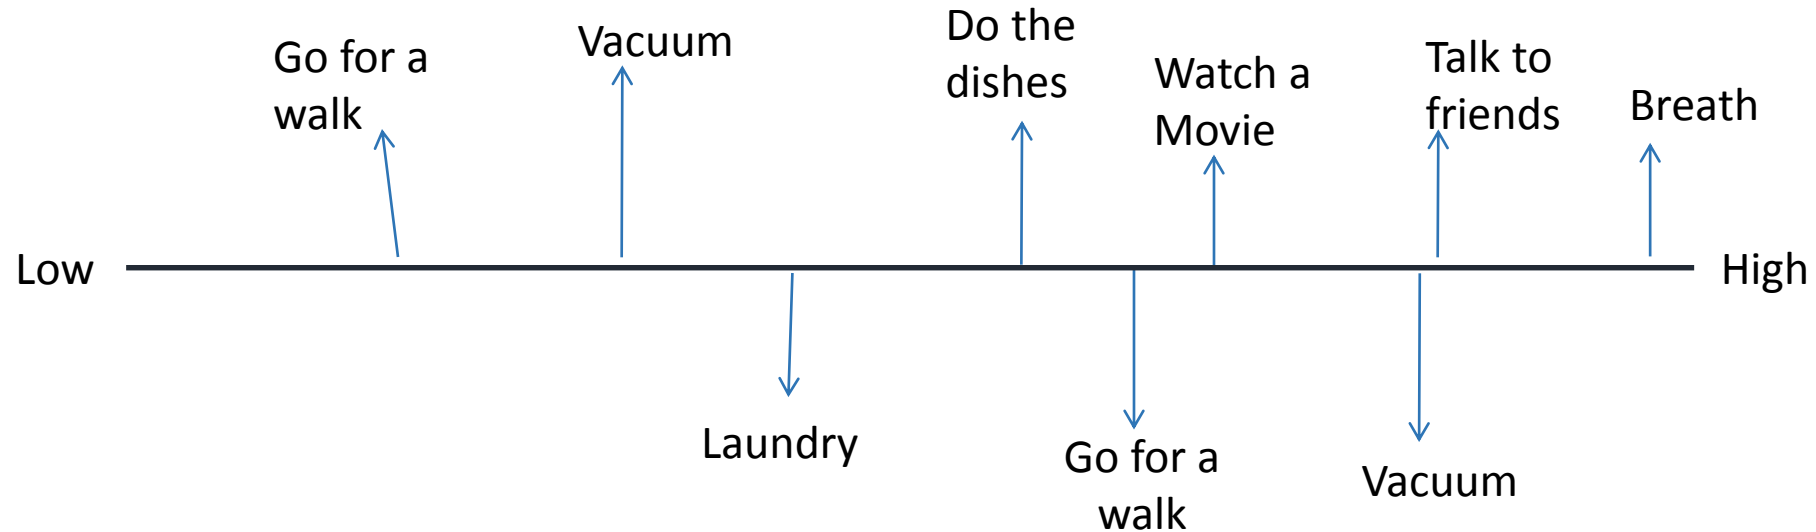 Go for a
walk
Vacuum
Do the
dishes
Watch a
Movie
Talk to
friends
Breath
Low
High
Laundry
Go for a
walk
Vacuum